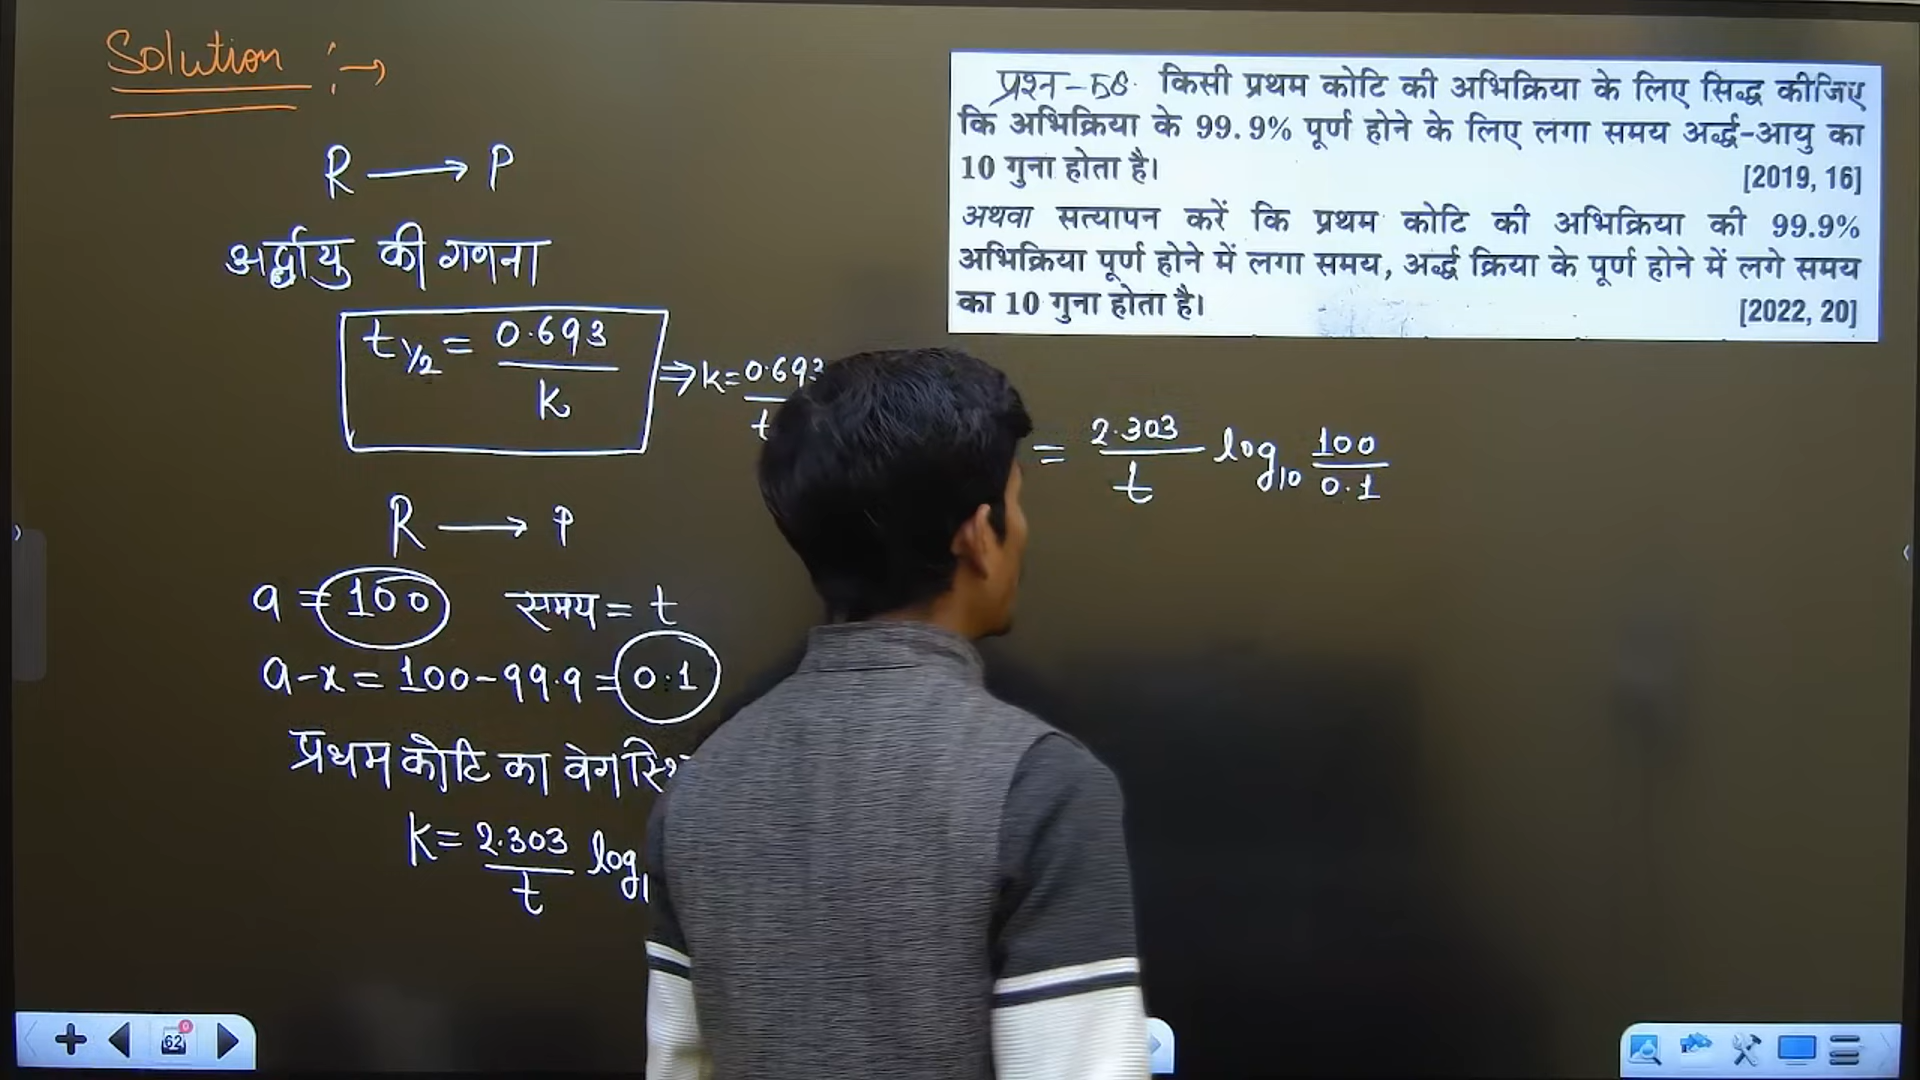 Solution :→
R → P
अर्द्धायु की गणना
t½ = 0.693 / k ⇒ k = 0.693 / t
R → P
a = 100 समय = t
a-x = 100-99.9 = 0.1
प्रथम कोटि का वेग
k = 2.303 / t log
प्रश्न-56. किसी प्रथम कोटि की अभिक्रिया के लिए सिद्ध कीजिए
कि अभिक्रिया के 99.9% पूर्ण होने के लिए लगा समय अर्द्ध-आयु का
10 गुना होता है। [2019, 16]
अथवा सत्यापन करें कि प्रथम कोटि की अभिक्रिया की 99.9%
अभिक्रिया पूर्ण होने में लगा समय, अर्द्ध क्रिया के पूर्ण होने में लगे समय
का 10 गुना होता है। [2022, 20]
= 2.303 / t log₁₀ 100 / 0.1
62
0